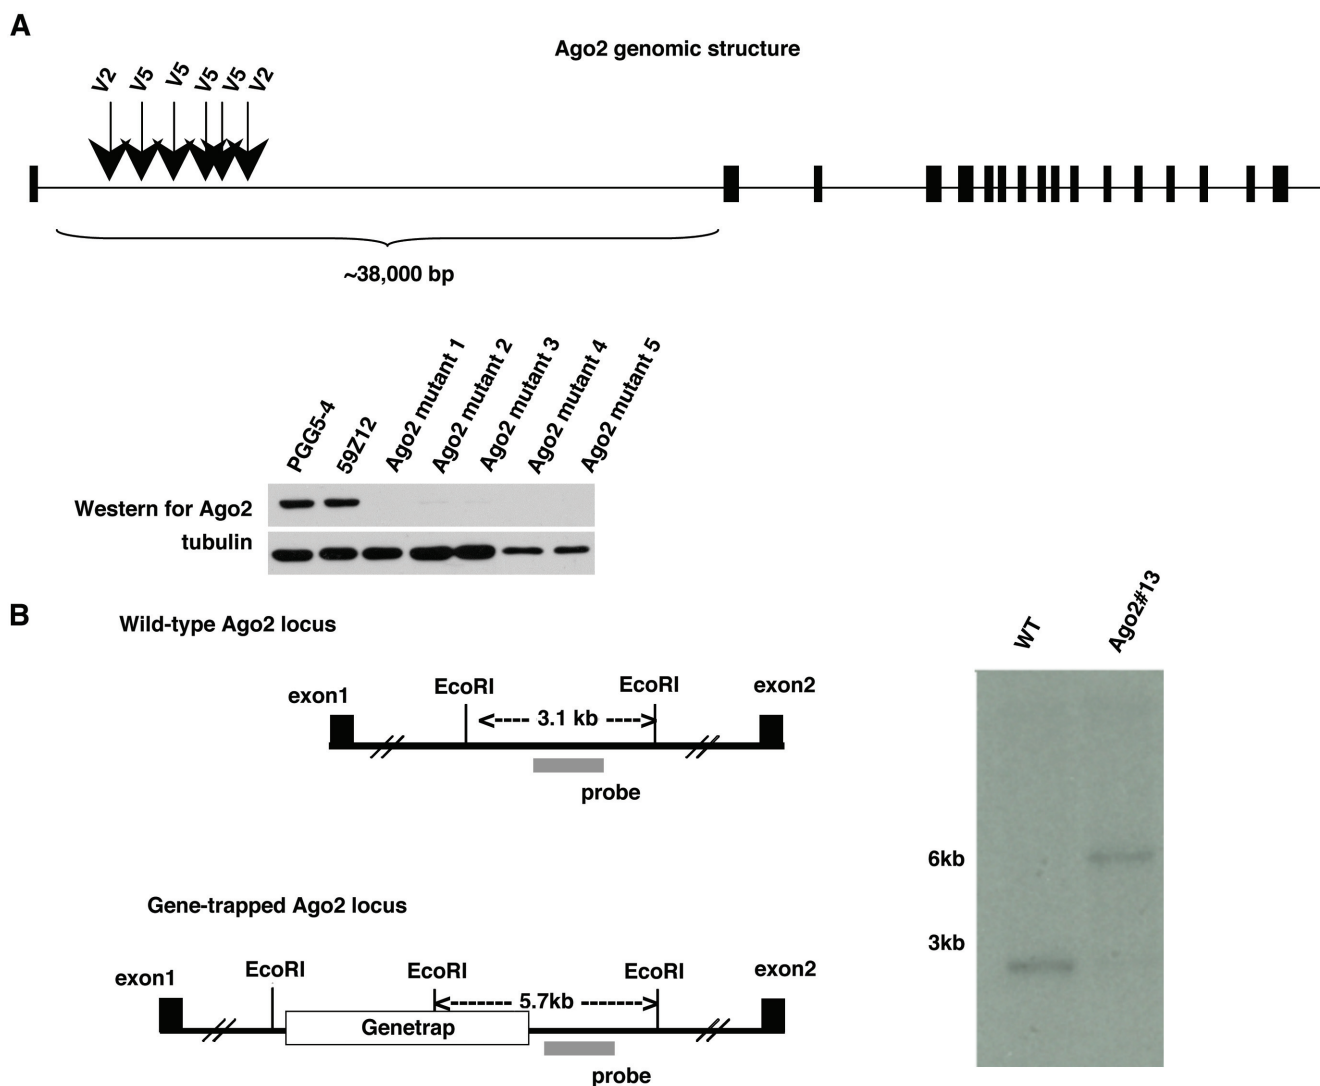 A
Ago2 genomic structure
V2 V5 V5 V5 V5 V2
~38,000 bp
PGG5-4
59Z12
Ago2 mutant 1
Ago2 mutant 2
Ago2 mutant 3
Ago2 mutant 4
Ago2 mutant 5
Western for Ago2
tubulin
B
Wild-type Ago2 locus
exon1
EcoRI
EcoRI
exon2
<---- 3.1 kb ---->
probe
Gene-trapped Ago2 locus
exon1
EcoRI
EcoRI
EcoRI
exon2
<------- 5.7kb ------->
Genetrap
probe
WT
Ago2#13
6kb
3kb